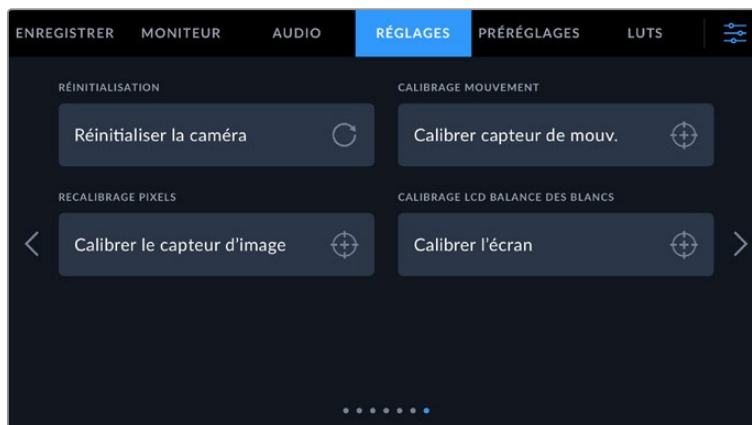 ENREGISTRER MONITEUR AUDIO RÉGLAGES PRÉRÉGLAGES LUTS
RÉINITIALISATION CALIBRAGE MOUVEMENT
Réinitialiser la caméra Calibrer capteur de mouv.
RECALIBRAGE PIXELS CALIBRAGE LCD BALANCE DES BLANCS
Calibrer le capteur d'image Calibrer l'écran